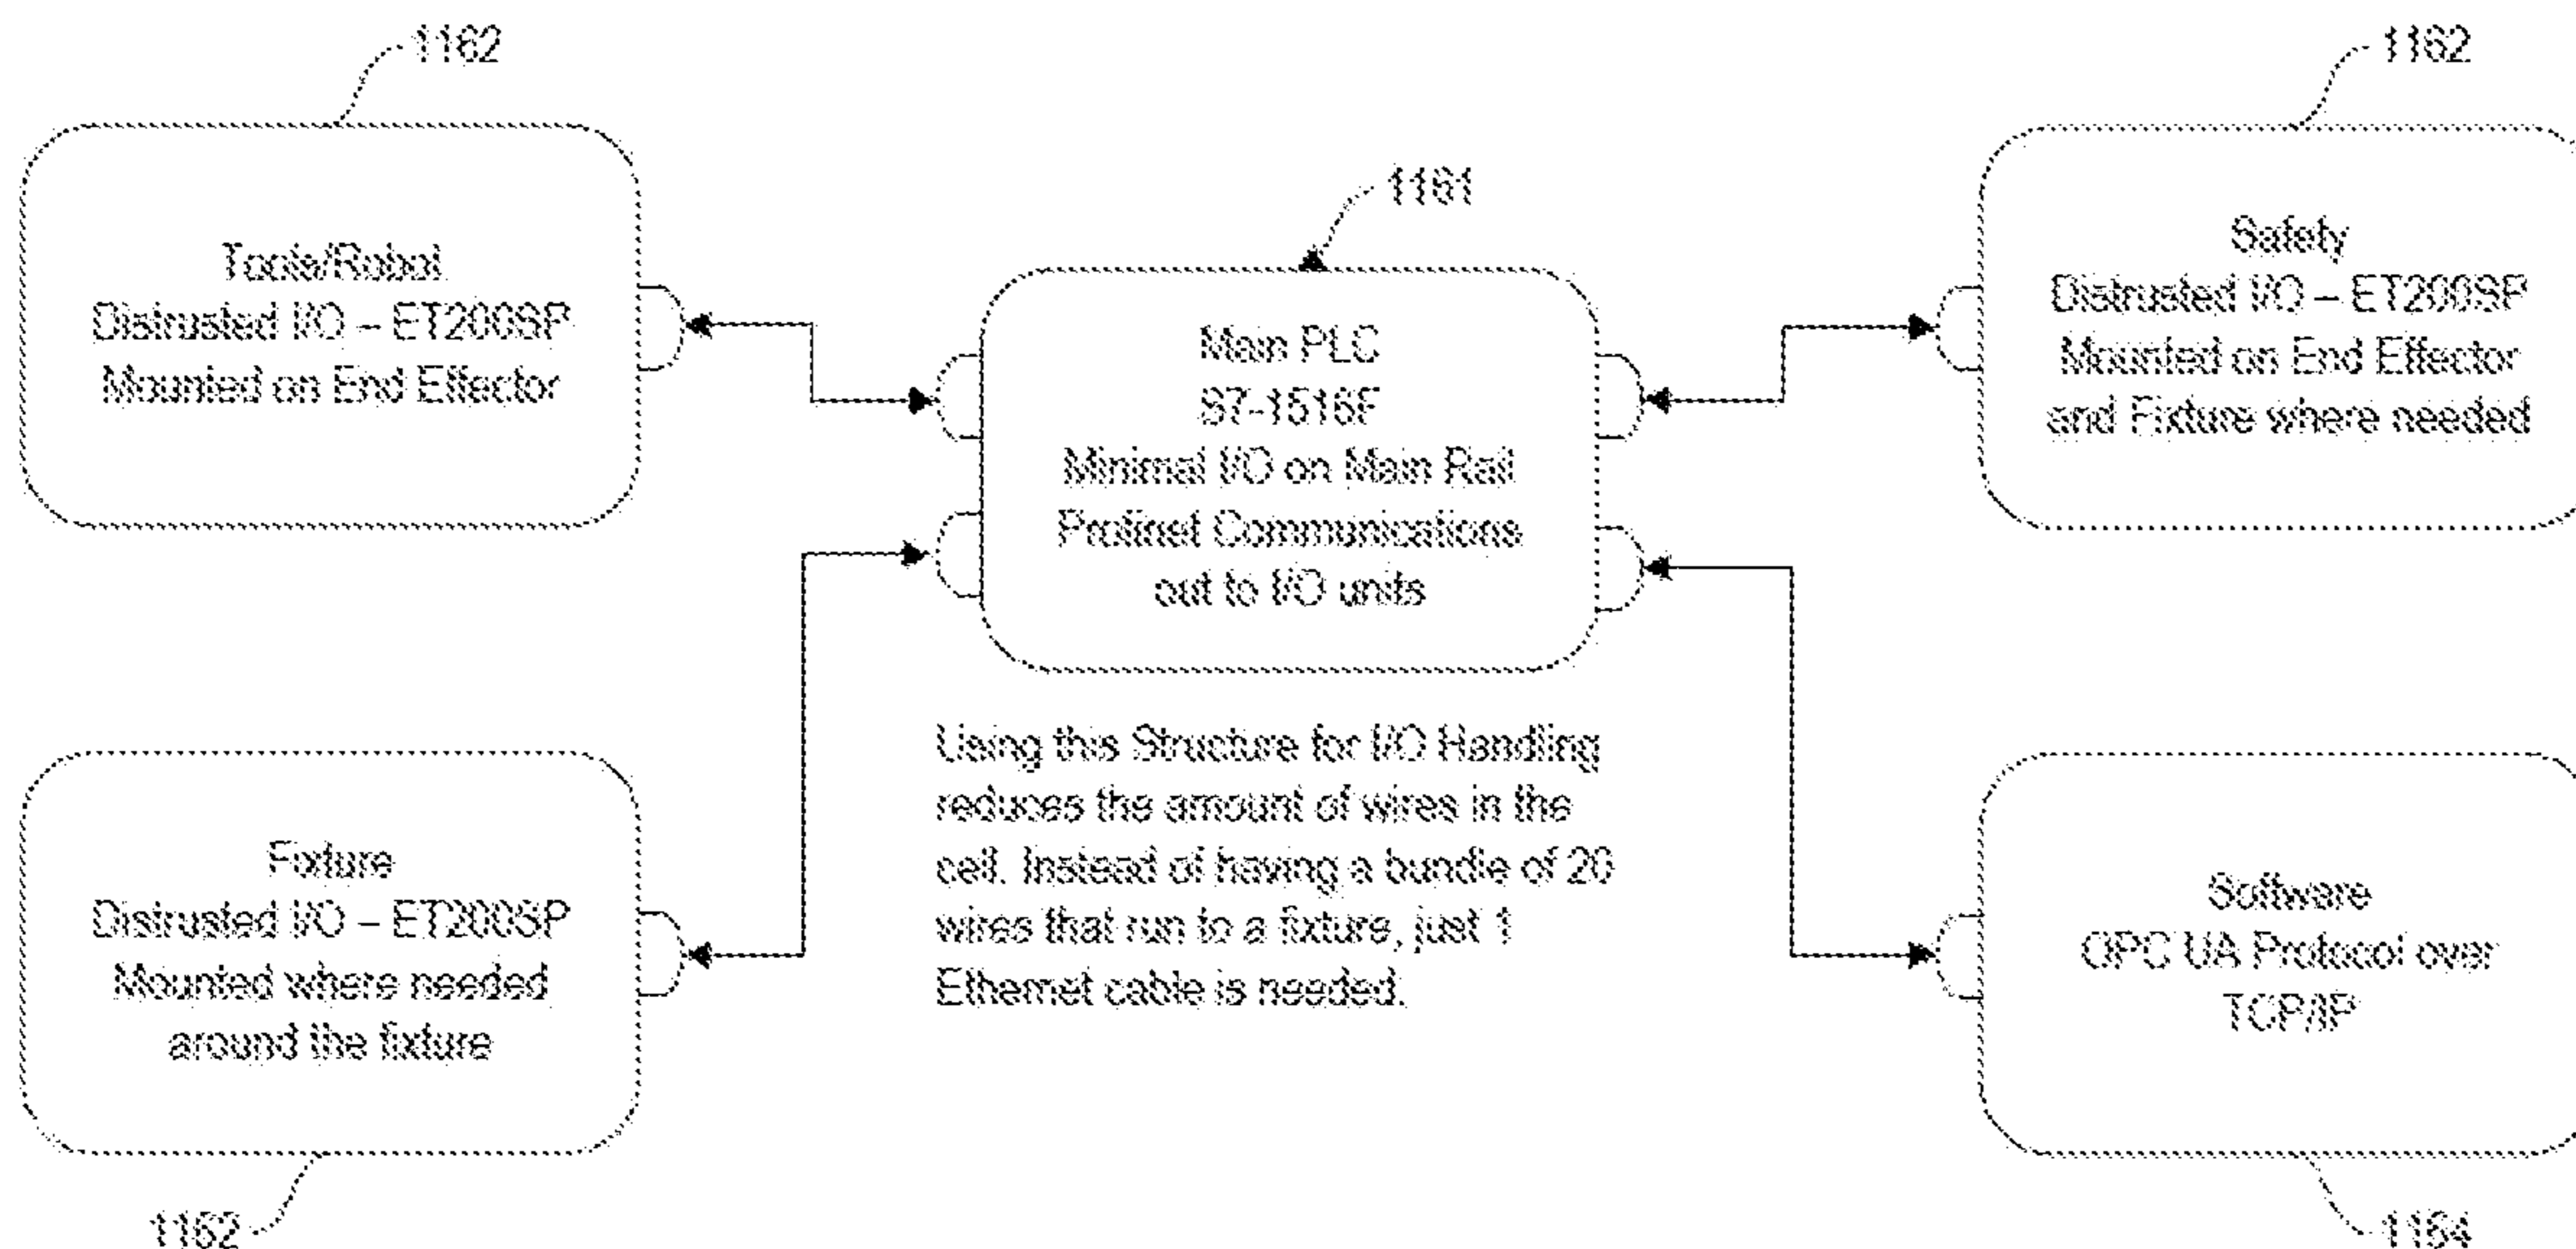 1162
Tools/Robot
Distrusted I/O – ET200SP
Mounted on End Effector
1161
Main PLC
S7-1516F
Minimal I/O on Main Rail
Profinet Communications
out to I/O units
1162
Safety
Distrusted I/O – ET200SP
Mounted on End Effector
and Fixture where needed
Fixture
Distrusted I/O – ET200SP
Mounted where needed
around the fixture
1162
Using this Structure for I/O Handling
reduces the amount of wires in the
cell. Instead of having a bundle of 20
wires that run to a fixture, just 1
Ethernet cable is needed.
Software
OPC UA Protocol over
TCP/IP
1164